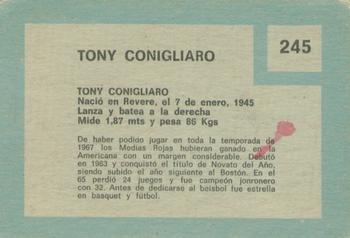 TONY CONIGLIARO
245
TONY CONIGLIARO
Nació en Revere, el 7 de enero, 1945
Lanza y batea a la derecha
Mide 1,87 mts y pesa 86 Kgs
De haber podigo jugar en toda la temporada de
1967 los Modias Rojas hubieran ganado en la
Americana con un margen considerable. Debutó
en 1963 y conquistó el título de Novato del Año,
siendo subido el año siguiente al Bostón. En el
65 perdió 24 juegos y fue campeón jonronero
con 32. Antes de dedicarse al beisbol fue estrella
en basquet y fútbol.